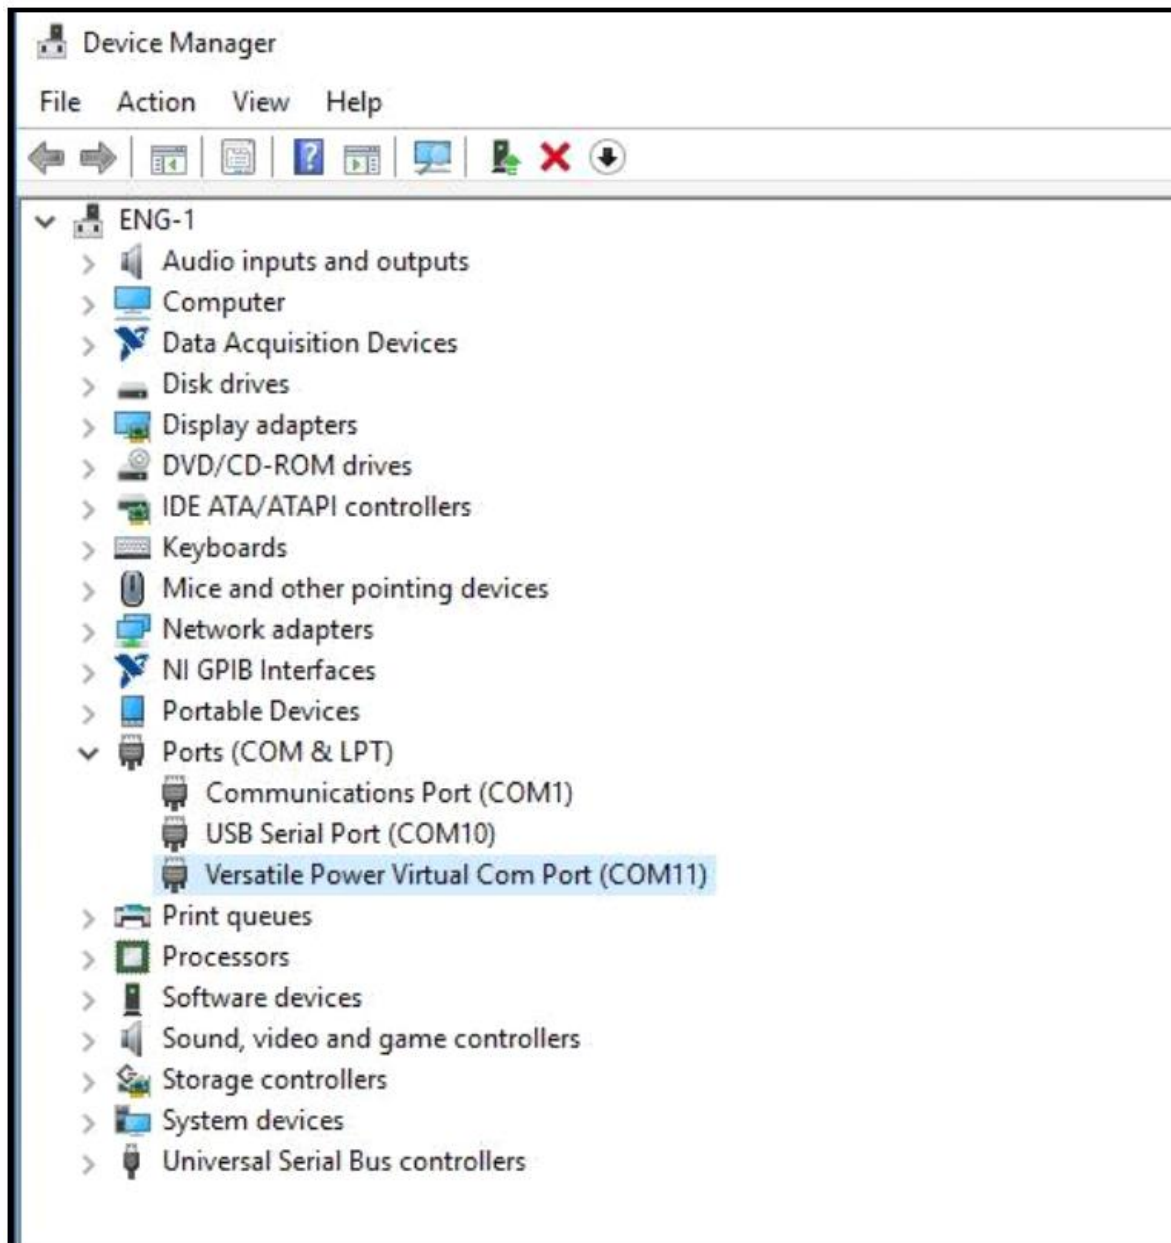 Device Manager
File Action View Help
ENG-1
Audio inputs and outputs
Computer
Data Acquisition Devices
Disk drives
Display adapters
DVD/CD-ROM drives
IDE ATA/ATAPI controllers
Keyboards
Mice and other pointing devices
Network adapters
NI GPIB Interfaces
Portable Devices
Ports (COM & LPT)
Communications Port (COM1)
USB Serial Port (COM10)
Versatile Power Virtual Com Port (COM11)
Print queues
Processors
Software devices
Sound, video and game controllers
Storage controllers
System devices
Universal Serial Bus controllers